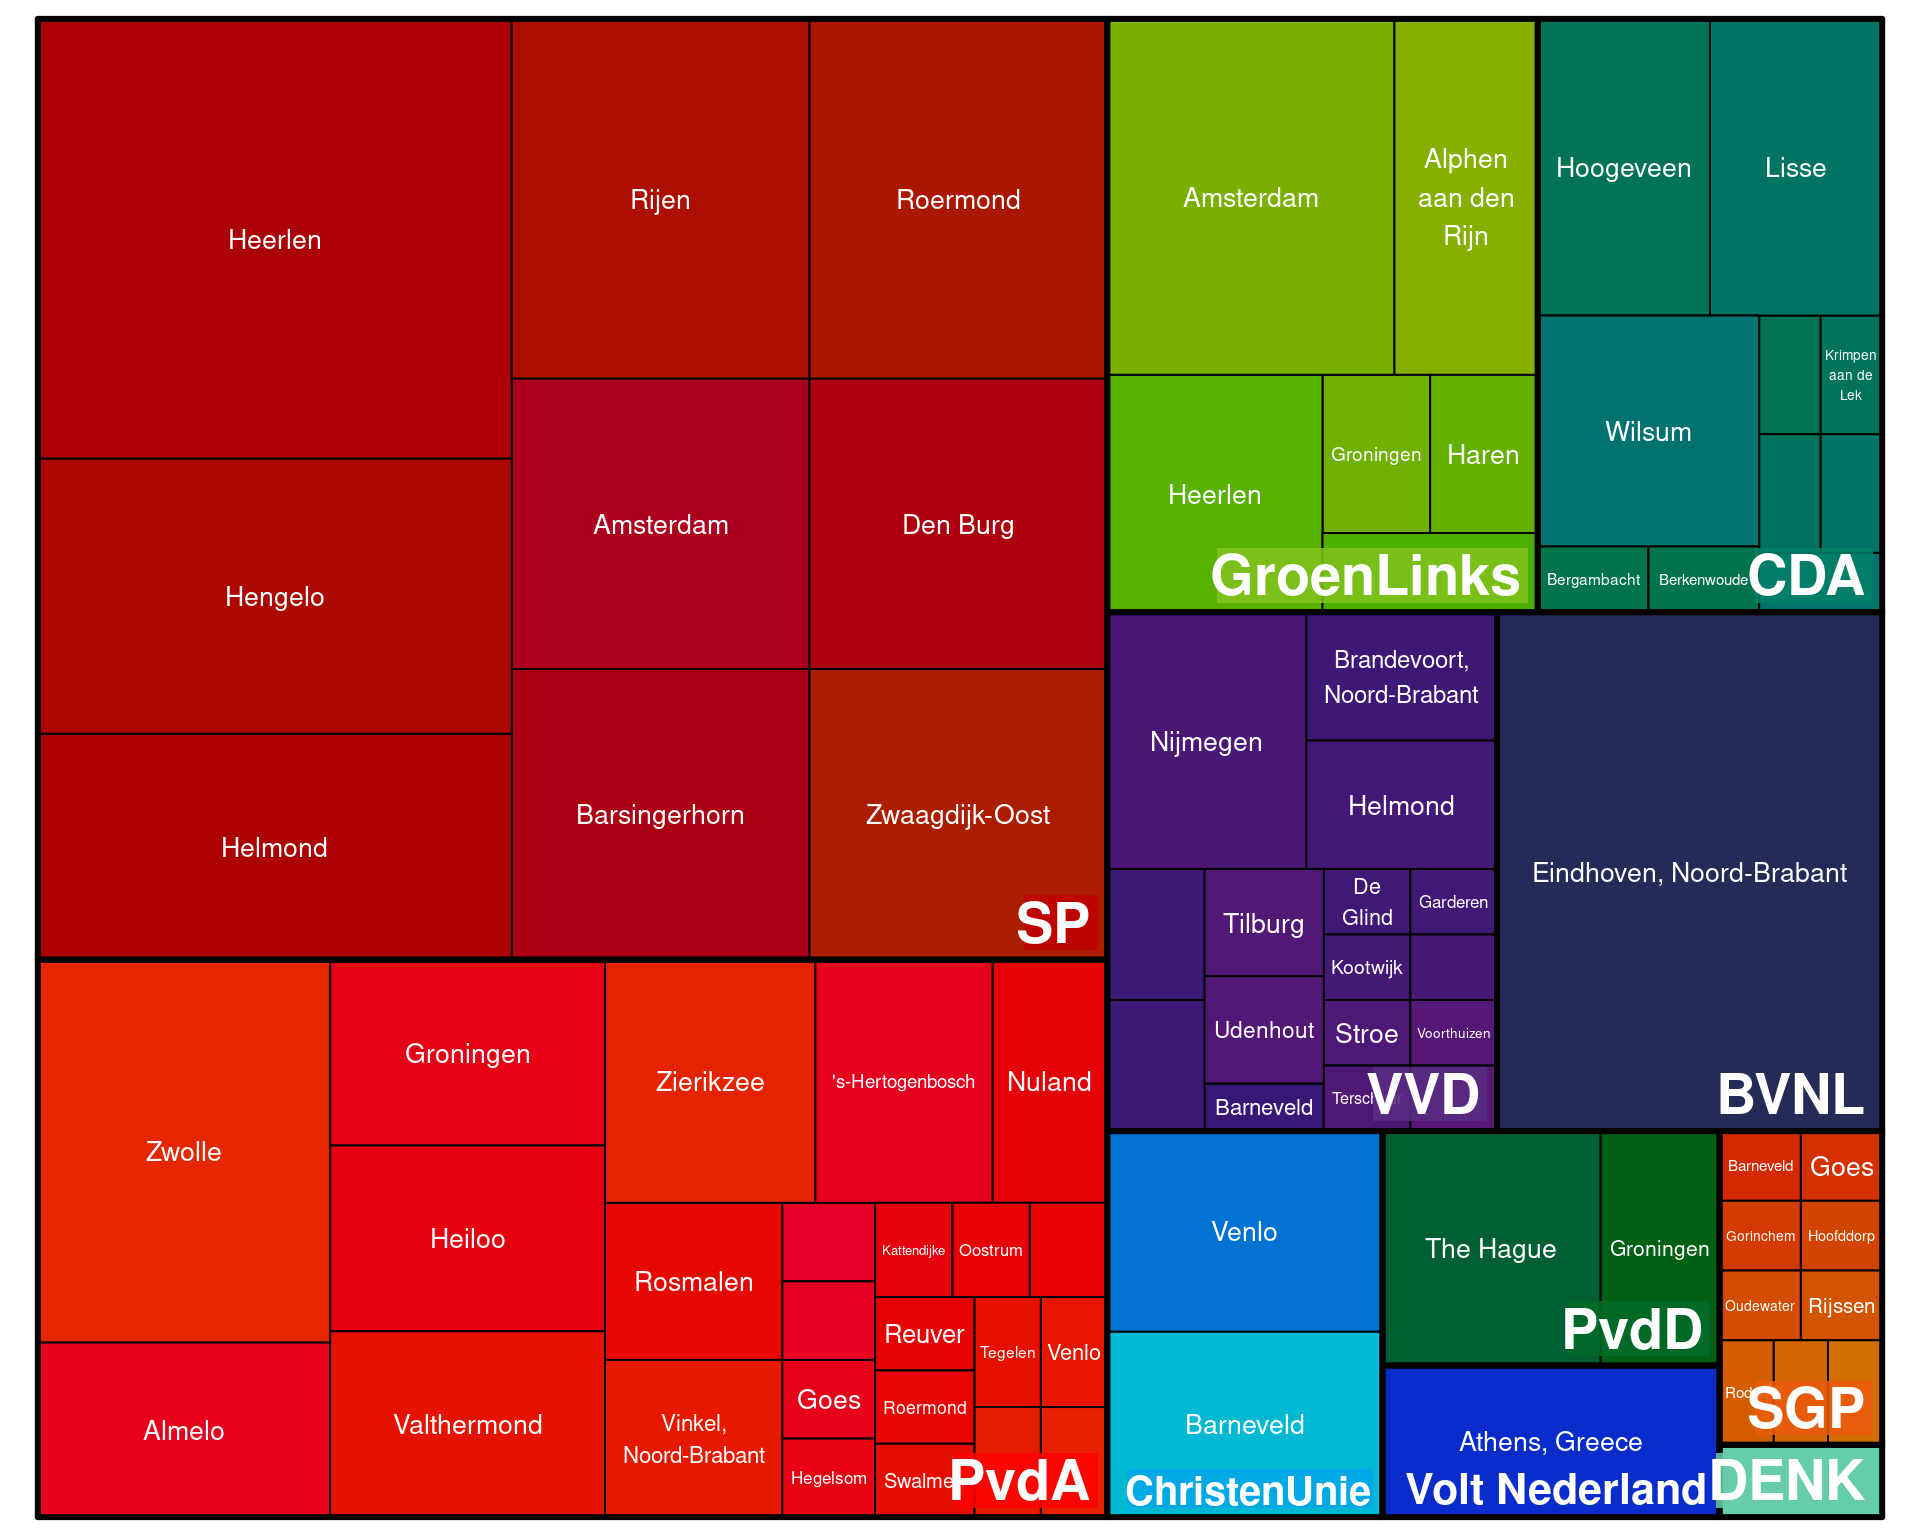 Heerlen
Hengelo
Helmond
Rijen
Roermond
Amsterdam
Den Burg
Barsingerhorn
Zwaagdijk-Oost
SP
Zwolle
Almelo
Groningen
Heiloo
Valthermond
Zierikzee
's-Hertogenbosch
Nuland
Rosmalen
Vinkel,
Noord-Brabant
Goes
Hegelsom
Kattendijke
Oostrum
Reuver
Roermond
Tegelen
Venlo
PvdA
Amsterdam
Alphen
aan den
Rijn
Heerlen
Groningen
Haren
GroenLinks
Hoogeveen
Lisse
Wilsum
Krimpen
aan de
Lek
Bergambacht
Berkenwoude
CDA
Nijmegen
Brandevoort,
Noord-Brabant
Helmond
Tilburg
Udenhout
Barneveld
De
Glind
Garderen
Kootwijk
Stroe
Voorthuizen
VVD
Eindhoven, Noord-Brabant
BVNL
Venlo
Barneveld
ChristenUnie
The Hague
Groningen
PvdD
Athens, Greece
Volt Nederland
Barneveld
Goes
Gorinchem
Hoofddorp
Oudewater
Rijssen
SGP
DENK